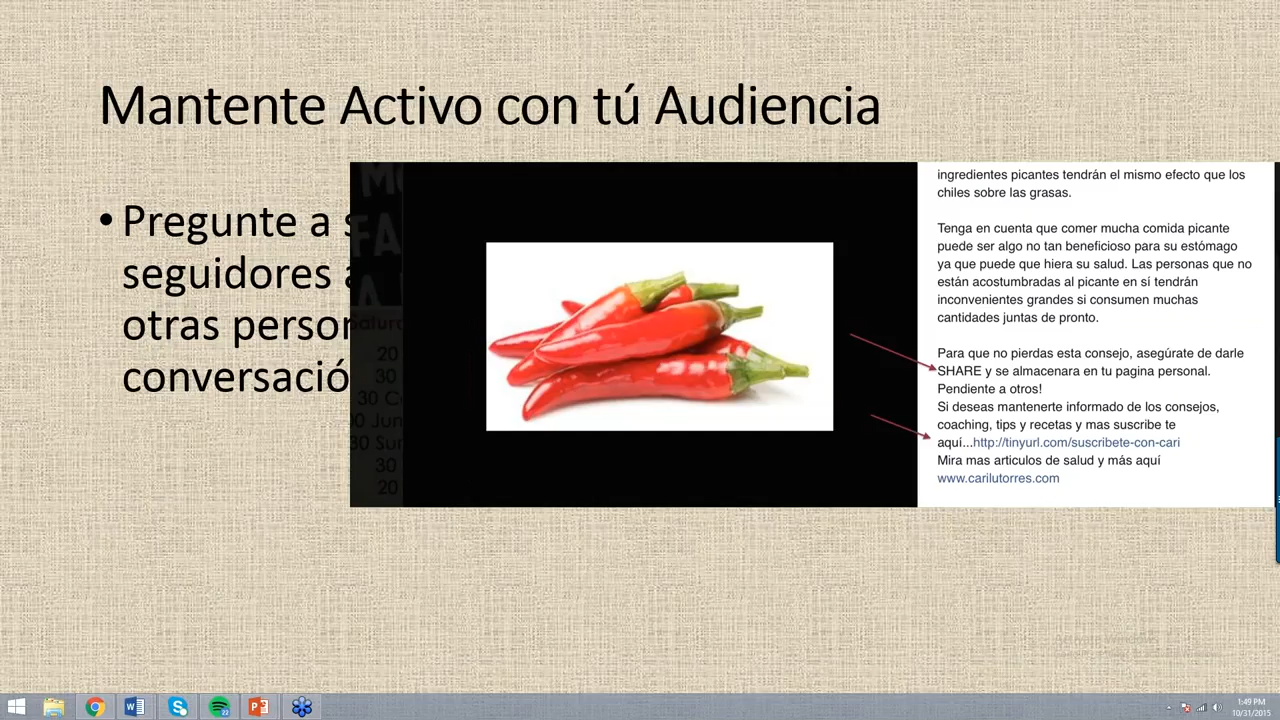 Mantente Activo con tú Audiencia
• Pregunte a
seguidores
otras
ingredientes picantes tendrán el mismo efecto que los
chiles sobre las grasas.
Tenga en cuenta que comer mucha comida picante
puede ser algo no tan beneficioso para su estómago
ya que puede que hiera su salud. Las personas que no
están acostumbradas al picante en sí tendrán
inconvenientes grandes si consumen muchas
cantidades juntas de pronto.
Para que no pierdas esta consejo, asegúrate de darle
SHARE y se almacenara en tu pagina personal.
Pendiente a otros!
Si deseas mantenerte informado de los consejos,
coaching, tips y recetas y mas suscribe te
aquí...http://tinyurl.com/suscribete-con-cari
Mira mas articulos de salud y más aquí
www.carilutorres.com
20
30
30
20
22
1:49 PM
10/31/2015